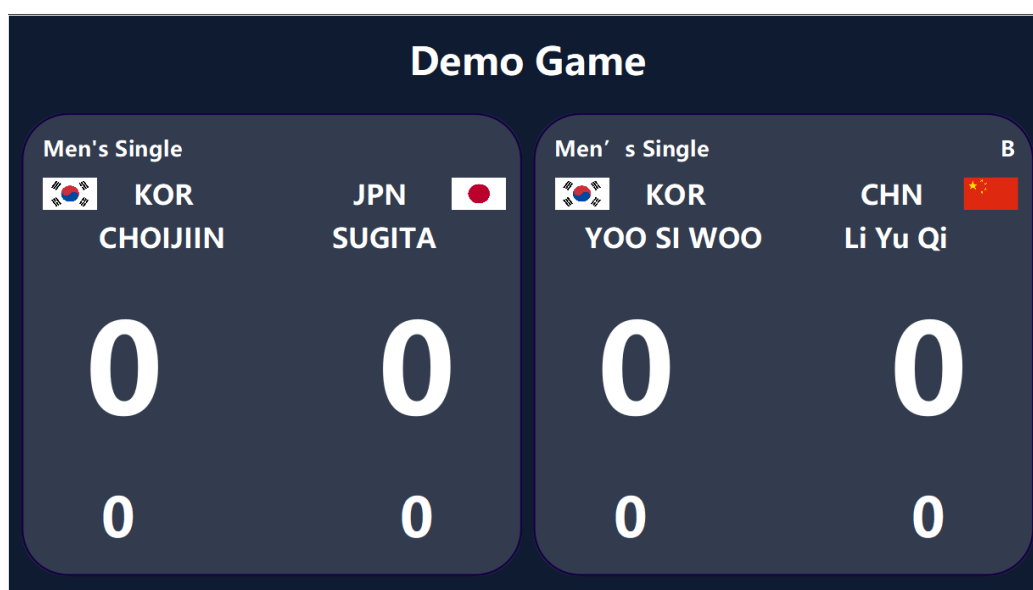 Demo Game
Men's Single
KOR JPN
CHOIJIIN SUGITA
0 0
0 0
Men’s Single B
KOR CHN
YOO SI WOO Li Yu Qi
0 0
0 0